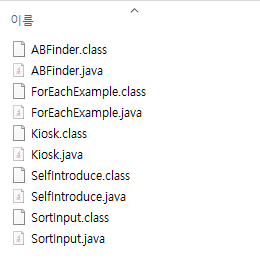 이름
ABFinder.class
ABFinder.java
ForEachExample.class
ForEachExample.java
Kiosk.class
Kiosk.java
SelfIntroduce.class
SelfIntroduce.java
SortInput.class
SortInput.java